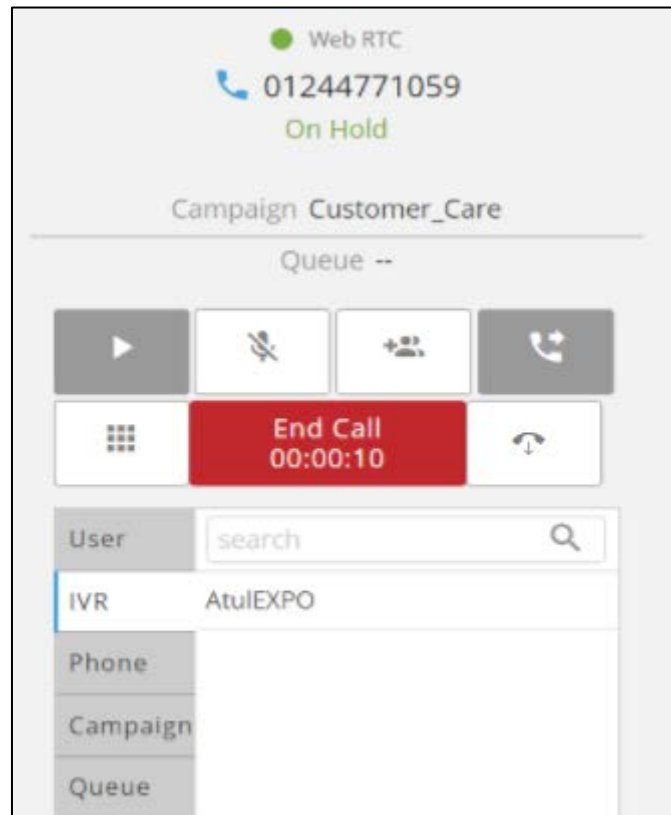 Web RTC
01244771059
On Hold
Campaign Customer_Care
Queue --
End Call
00:00:10
User search
IVR AtulEXPO
Phone
Campaign
Queue